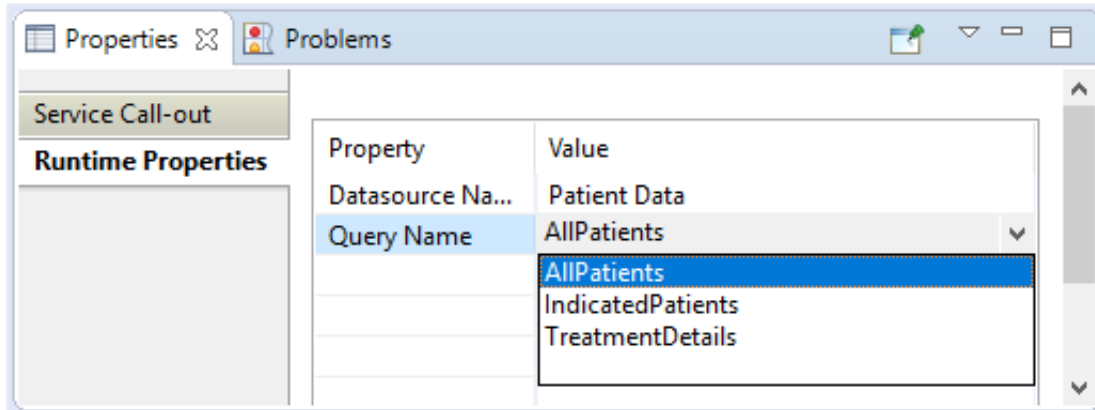 Properties Problems
Service Call-out
Runtime Properties
Property Value
Datasource Na... Patient Data
Query Name AllPatients
AllPatients
IndicatedPatients
TreatmentDetails